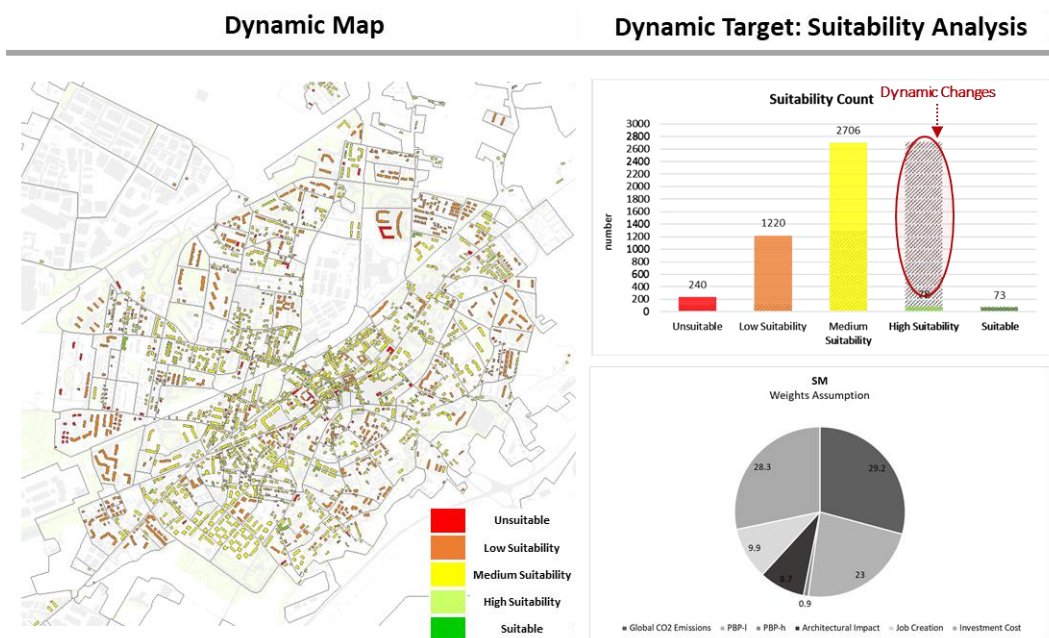 Dynamic Map
Dynamic Target: Suitability Analysis
Unsuitable
Low Suitability
Medium Suitability
High Suitability
Suitable
Suitability Count
Dynamic Changes
number
3000
2800
2600
2400
2200
2000
1800
1600
1400
1200
1000
800
600
400
200
0
240
1220
2706
73
Unsuitable
Low Suitability
Medium
Suitability
High Suitability
Suitable
SM
Weights Assumption
29.2
23
0.9
8.7
9.9
28.3
Global CO2 Emissions
PBP-l
PBP-h
Architectural Impact
Job Creation
Investment Cost